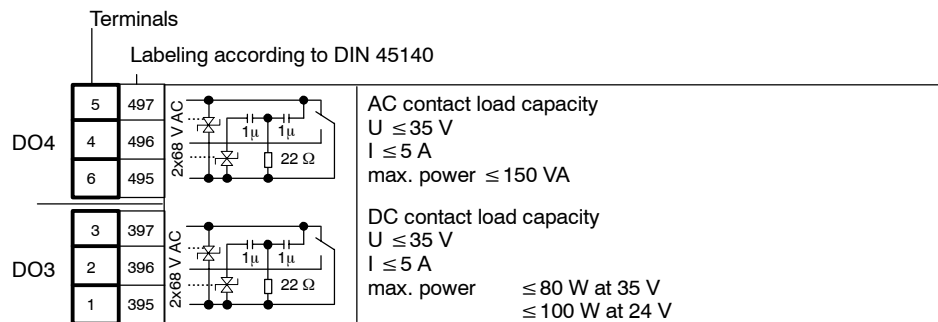 Terminals
Labeling according to DIN 45140
DO4
5 497
4 496
6 495
2x68 V AC
1µ 1µ
22 Ω
AC contact load capacity
U ≤ 35 V
I ≤ 5 A
max. power ≤ 150 VA
DO3
3 397
2 396
1 395
2x68 V AC
1µ 1µ
22 Ω
DC contact load capacity
U ≤ 35 V
I ≤ 5 A
max. power ≤ 80 W at 35 V
≤ 100 W at 24 V